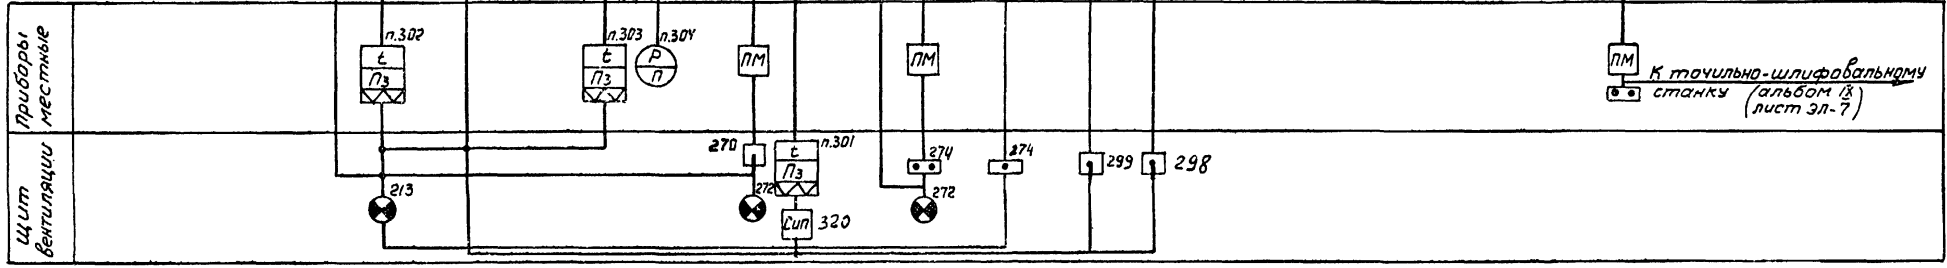 Приборы
местные
п.302
t
Пз
п.303
t
Пз
п.304
Р
П
ПМ
ПМ
ПМ
К точильно-шлифовальному
станку (альбом IX
лист ЭЛ-7)
Щит
вентиляции
213
270
272
п.301
t
Пз
Сип
320
274
272
274
299
298